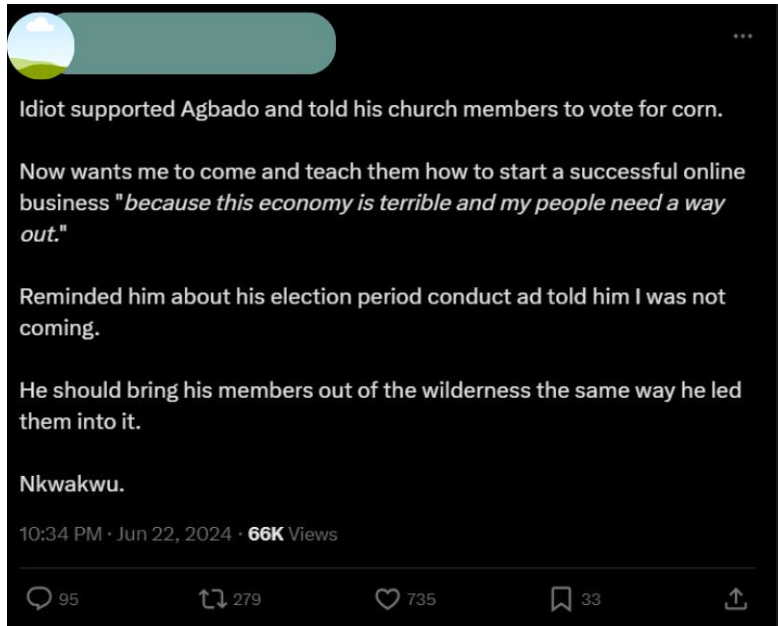 Idiot supported Agbado and told his church members to vote for corn.
Now wants me to come and teach them how to start a successful online
business "because this economy is terrible and my people need a way
out."
Reminded him about his election period conduct ad told him I was not
coming.
He should bring his members out of the wilderness the same way he led
them into it.
Nkwakwu.
10:34 PM · Jun 22, 2024 · 66K Views
95 279 735 33